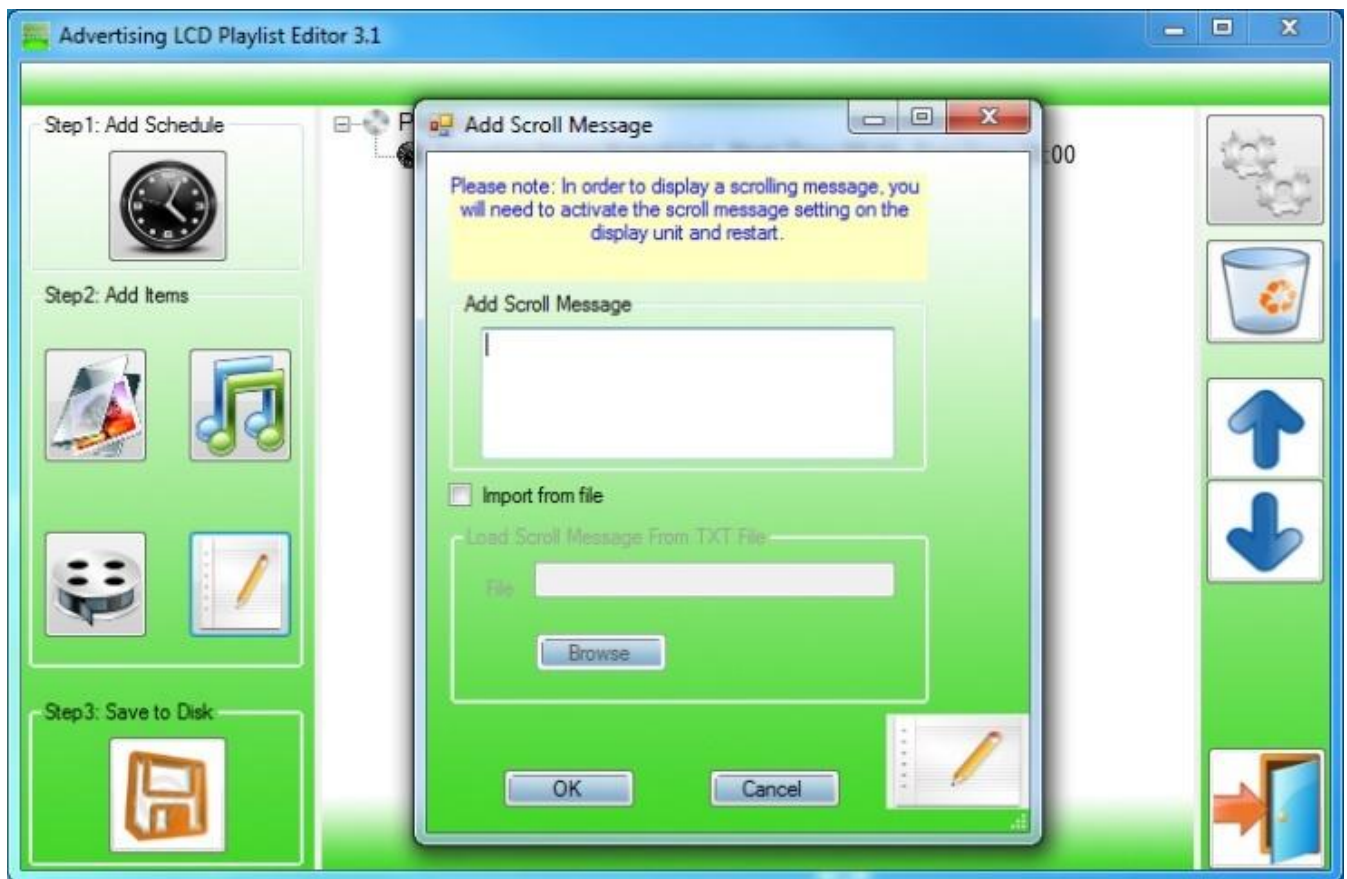 Advertising LCD Playlist Editor 3.1
Step1: Add Schedule
P
:00
Step2: Add Items
Step3: Save to Disk
Add Scroll Message
Please note: In order to display a scrolling message, you
will need to activate the scroll message setting on the
display unit and restart.
Add Scroll Message
Import from file
Load Scroll Message From TXT File
File
Browse
OK
Cancel